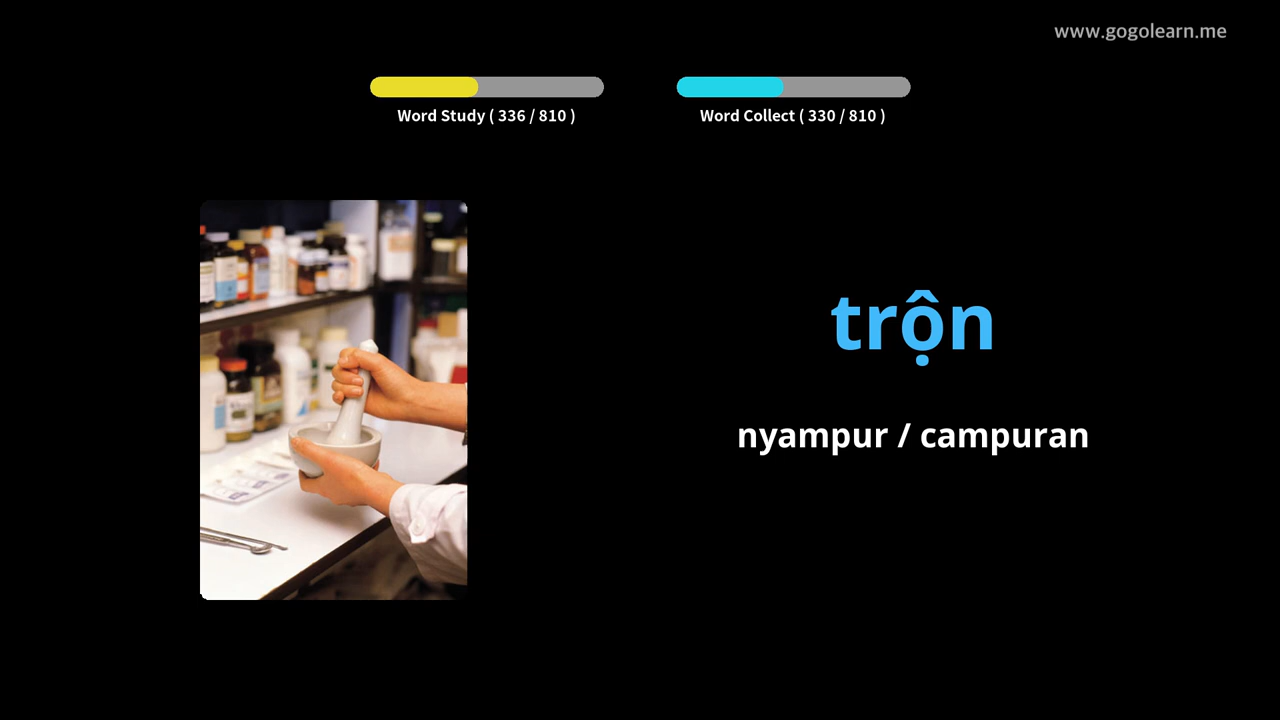 www.gogolearn.me
Word Study ( 336 / 810 )
Word Collect ( 330 / 810 )
trộn
nyampur / campuran